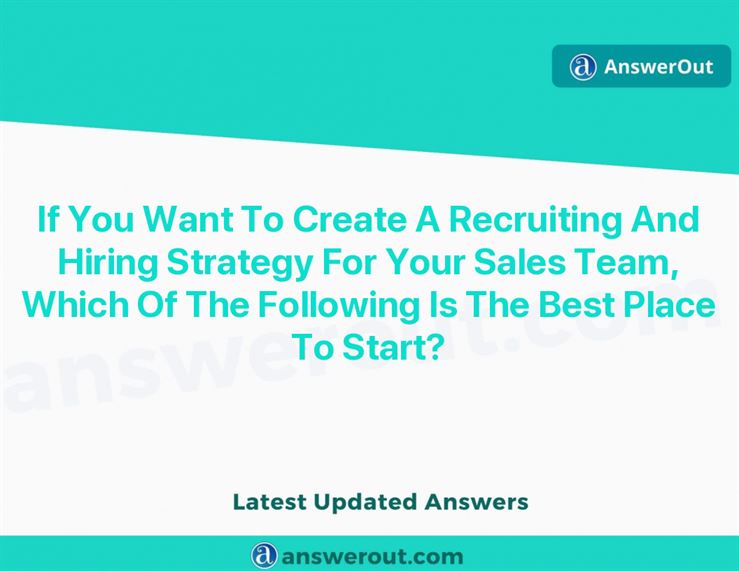 AnswerOut
If You Want To Create A Recruiting And
Hiring Strategy For Your Sales Team,
Which Of The Following Is The Best Place
To Start?
answerout.com
Latest Updated Answers
answerout.com